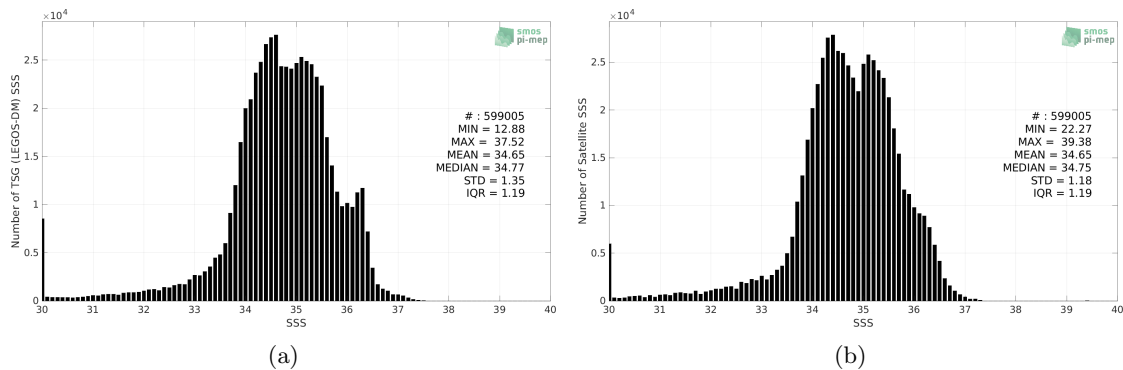 ×10⁴
smos
pi-mep
Number of TSG (LEGOS-DM) SSS
2.5
2
1.5
1
0.5
0
# : 599005
MIN = 12.88
MAX = 37.52
MEAN = 34.65
MEDIAN = 34.77
STD = 1.35
IQR = 1.19
30 31 32 33 34 35 36 37 38 39 40
SSS
(a)
×10⁴
smos
pi-mep
Number of Satellite SSS
2.5
2
1.5
1
0.5
0
# : 599005
MIN = 22.27
MAX = 39.38
MEAN = 34.65
MEDIAN = 34.75
STD = 1.18
IQR = 1.19
30 31 32 33 34 35 36 37 38 39 40
SSS
(b)